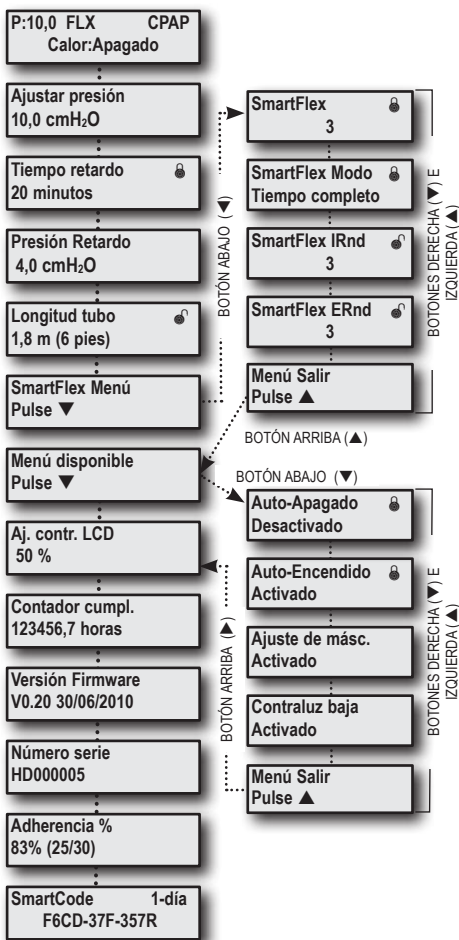 P:10,0 FLX CPAP
Calor:Apagado
Ajustar presión
10,0 cmH₂O
Tiempo retardo
20 minutos
Presión Retardo
4,0 cmH₂O
Longitud tubo
1,8 m (6 pies)
SmartFlex Menú
Pulse ▼
Menú disponible
Pulse ▼
Aj. contr. LCD
50 %
Contador cumpl.
123456,7 horas
Versión Firmware
V0.20 30/06/2010
Número serie
HD000005
Adherencia %
83% (25/30)
SmartCode 1-día
F6CD-37F-357R
BOTÓN ABAJO (▼)
SmartFlex
3
SmartFlex Modo
Tiempo completo
SmartFlex IRnd
3
SmartFlex ERnd
3
Menú Salir
Pulse ▲
BOTONES DERECHA (▼) E
IZQUIERDA (▲)
BOTÓN ARRIBA (▲)
BOTÓN ABAJO (▼)
Auto-Apagado
Desactivado
Auto-Encendido
Activado
Ajuste de másc.
Activado
Contraluz baja
Activado
Menú Salir
Pulse ▲
BOTÓN ARRIBA (▲)
BOTONES DERECHA (▼) E
IZQUIERDA (▲)